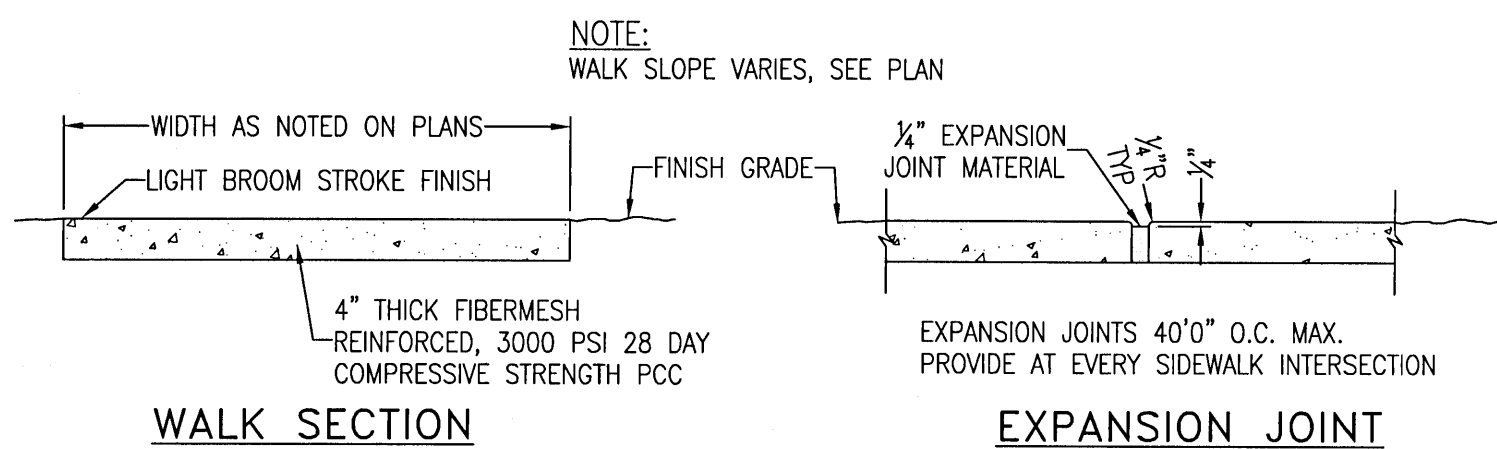 NOTE:
WALK SLOPE VARIES, SEE PLAN
WIDTH AS NOTED ON PLANS
LIGHT BROOM STROKE FINISH
FINISH GRADE
1/4" EXPANSION
JOINT MATERIAL
1/4"R
TYP
1/4"
4" THICK FIBERMESH
REINFORCED, 3000 PSI 28 DAY
COMPRESSIVE STRENGTH PCC
WALK SECTION
EXPANSION JOINTS 40'0" O.C. MAX.
PROVIDE AT EVERY SIDEWALK INTERSECTION
EXPANSION JOINT